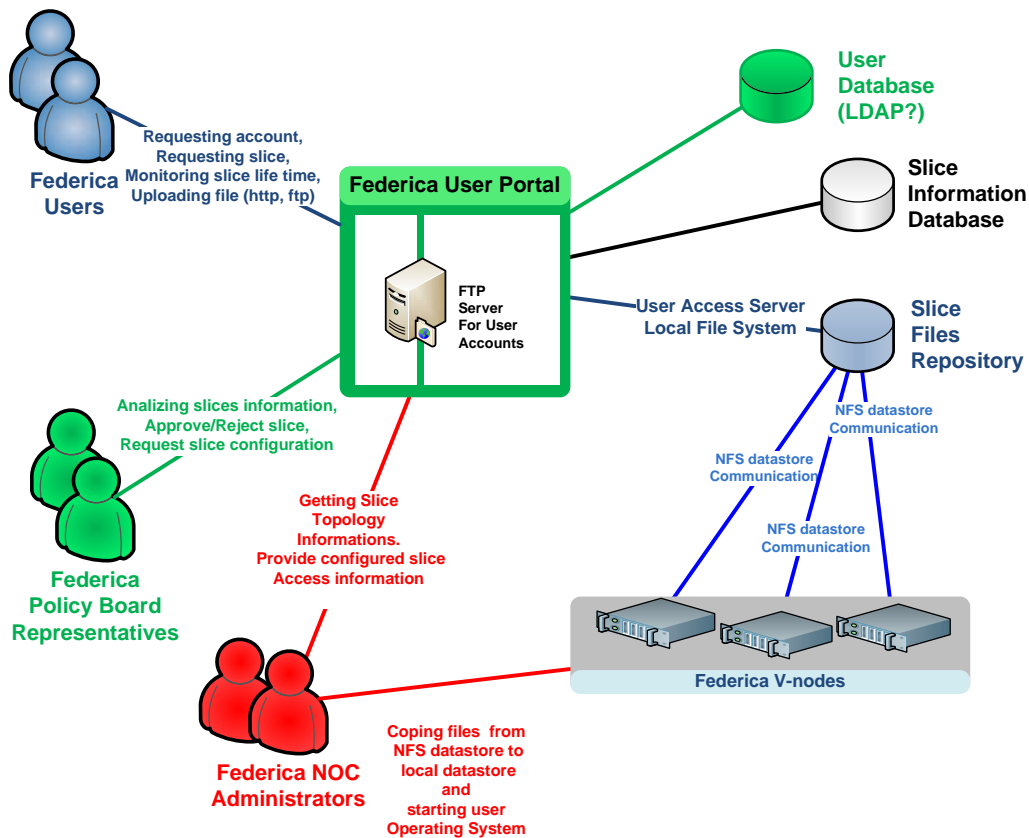 User
Database
(LDAP?)
Requesting account,
Requesting slice,
Monitoring slice life time,
Uploading file (http, ftp)
Federica
Users
Federica User Portal
Slice
Information
Database
FTP
Server
For User
Accounts
User Access Server
Local File System
Slice
Files
Repository
Analizing slices information,
Approve/Reject slice,
Request slice configuration
NFS datastore
Communication
NFS datastore
Communication
NFS datastore
Communication
Getting Slice
Topology
Informations.
Provide configured slice
Access information
Federica
Policy Board
Representatives
Federica V-nodes
Coping files from
NFS datastore to
local datastore
and
starting user
Operating System
Federica NOC
Administrators